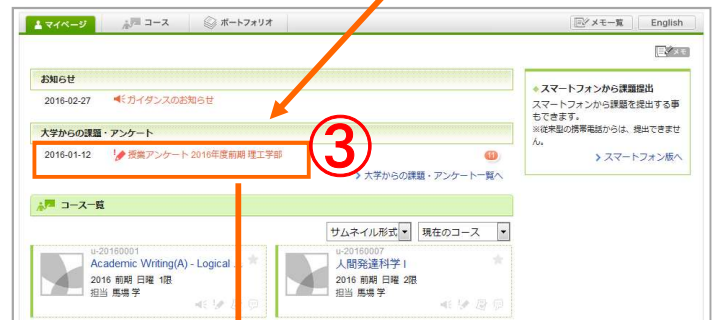 マイページ コース ポートフォリオ メモ一覧 English
メモ
お知らせ
2016-02-27 ガイダンスのお知らせ
大学からの課題・アンケート
2016-01-12 授業アンケート 2016年度前期 理工学部
③
> 大学からの課題・アンケート一覧へ
スマートフォンから課題提出
スマートフォンから課題を提出する事
もできます。
※従来型の携帯電話からは、提出できませ
ん。
> スマートフォン版へ
コース一覧
サムネイル形式 現在のコース
u-20160001
Academic Writing(A) - Logical ...
2016 前期 日曜 1限
担当 馬場 学
u-20160007
人間発達科学 I
2016 前期 日曜 2限
担当 馬場 学